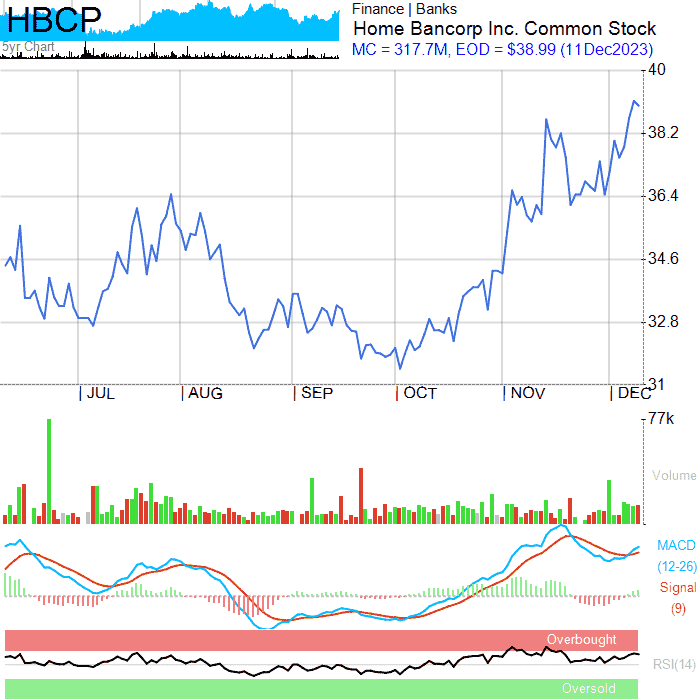 HBCP
5yr Chart
Finance | Banks
Home Bancorp Inc. Common Stock
MC = 317.7M, EOD = $38.99 (11Dec2023)
40
38.2
36.4
34.6
32.8
31
JUL AUG SEP OCT NOV DEC
77k
Volume
MACD
(12-26)
Signal
(9)
Overbought
RSI(14)
Oversold